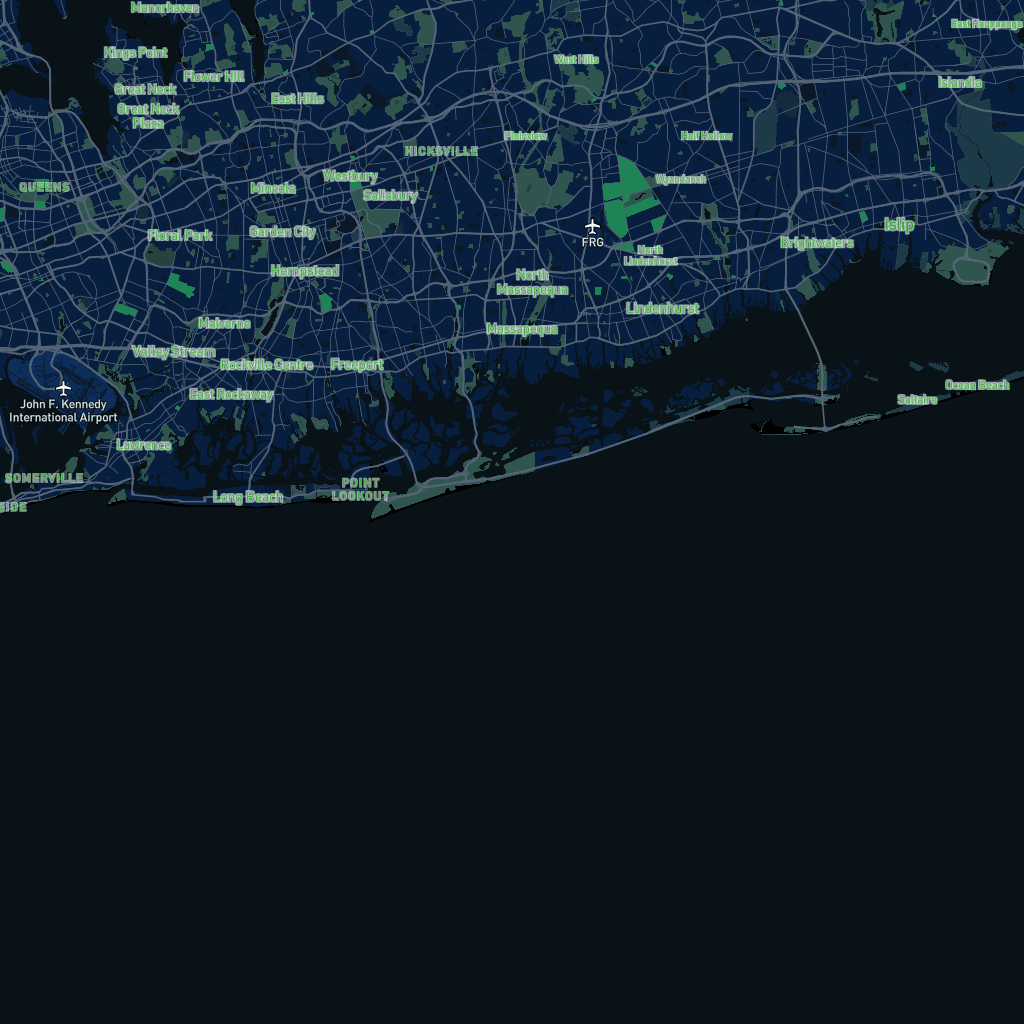 Manorhaven
East Hauppauge
Kings Point
West Hills
Flower Hill
Islandia
Great Neck
East Hills
Great Neck
Plaza
Plainview
Half Hollow
HICKSVILLE
Westbury
Wyandanch
QUEENS
Mineola
Salisbury
Islip
Floral Park
Garden City
FRG
Brightwaters
North
Lindenhurst
Hempstead
North
Massapequa
Lindenhurst
Malverne
Massapequa
Valley Stream
Rockville Centre
Freeport
John F. Kennedy
International Airport
East Rockaway
Ocean Beach
Saltaire
Lawrence
SOMERVILLE
POINT
LOOKOUT
Long Beach
SIDE